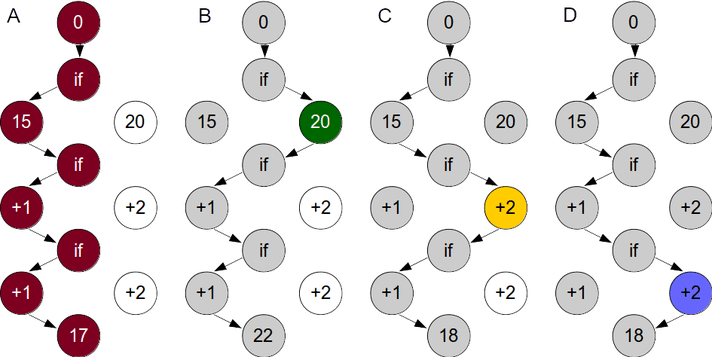 A 0 B 0 C 0 D 0
if if if if
15 20 15 20 15 20 15 20
if if if if
+1 +2 +1 +2 +1 +2 +1 +2
if if if if
+1 +2 +1 +2 +1 +2 +1 +2
17 22 18 18